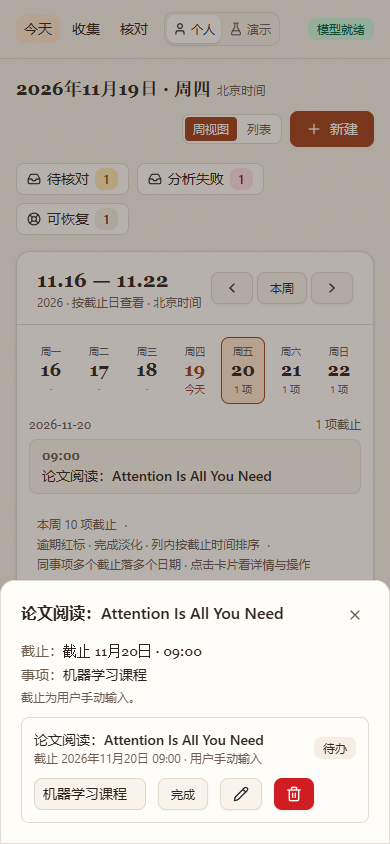 今天 收集 核对 个人 演示 模型就绪
2026年11月19日 · 周四 北京时间
周视图 列表 新建
待核对 1 分析失败 1
可恢复 1
11.16 — 11.22
2026 · 按截止日查看 · 北京时间
本周
周一 周二 周三 周四 周五 周六 周日
16 17 18 19 20 21 22
· · · 今天 1 项 1 项 1 项
2026-11-20 1 项截止
09:00
论文阅读：Attention Is All You Need
本周 10 项截止 ·
逾期红标 · 完成淡化 · 列内按截止时间排序 ·
同事项多个截止落多个日期 · 点击卡片看详情与操作
论文阅读：Attention Is All You Need
截止：截止 11月20日 · 09:00
事项：机器学习课程
截止为用户手动输入。
论文阅读：Attention Is All You Need
待办
截止 2026年11月20日 09:00 · 用户手动输入
机器学习课程 完成